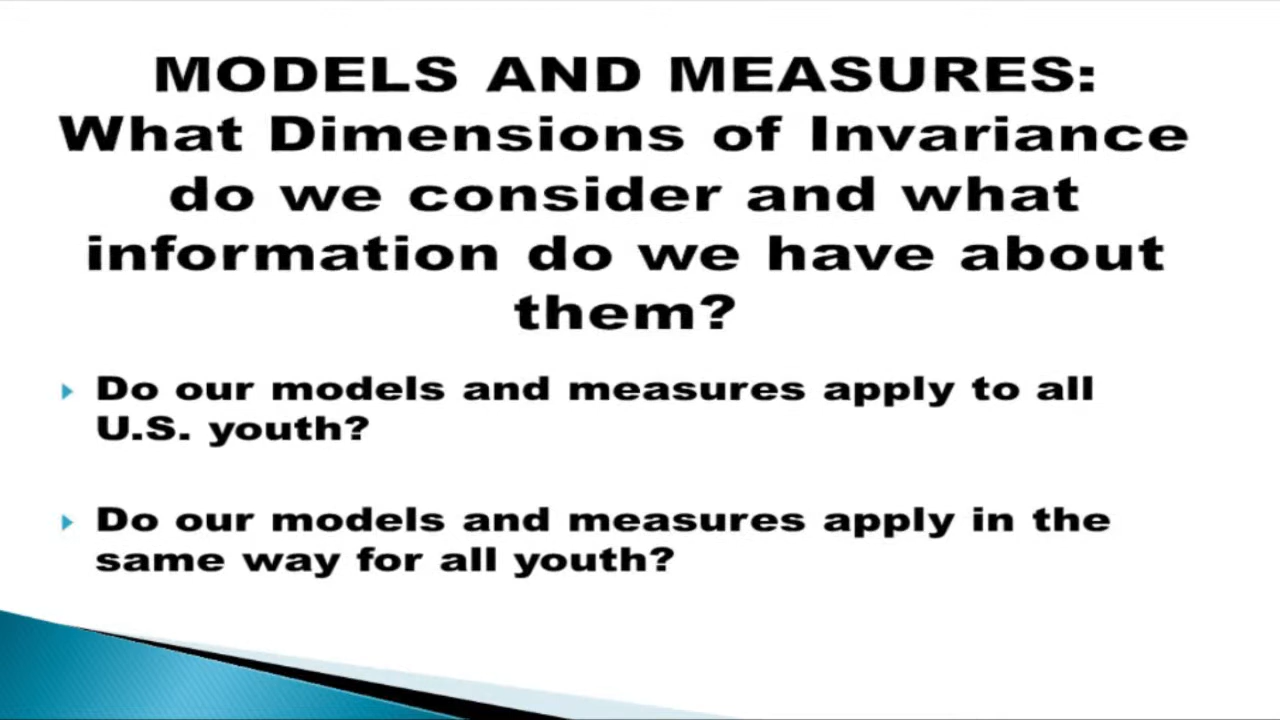 MODELS AND MEASURES:
What Dimensions of Invariance
do we consider and what
information do we have about
them?
Do our models and measures apply to all
U.S. youth?
Do our models and measures apply in the
same way for all youth?